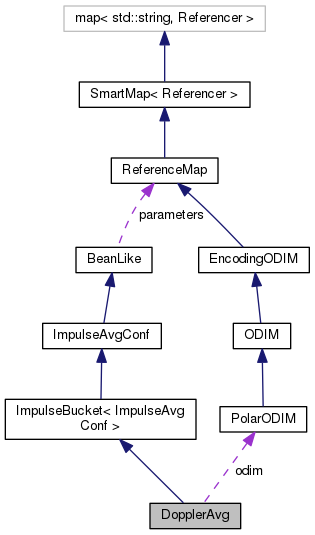 map< std::string, Referencer >
SmartMap< Referencer >
ReferenceMap
parameters
BeanLike
EncodingODIM
ImpulseAvgConf
ODIM
ImpulseBucket< ImpulseAvg
Conf >
PolarODIM
odim
DopplerAvg